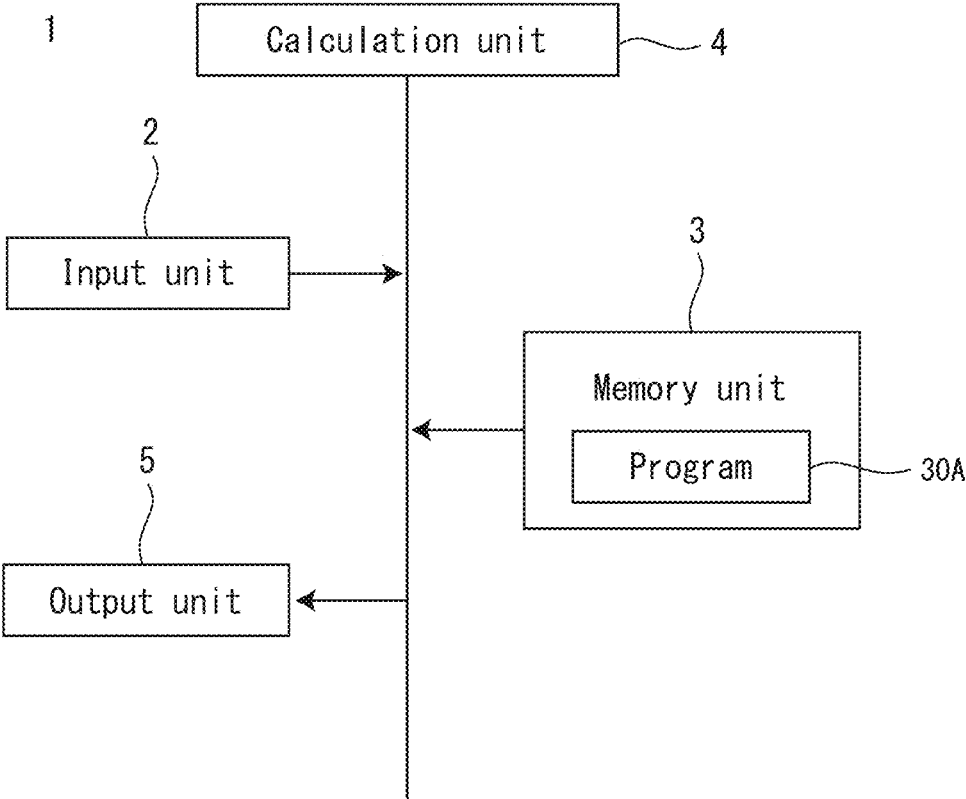 1
Calculation unit
4
2
Input unit
3
Memory unit
Program
30A
5
Output unit